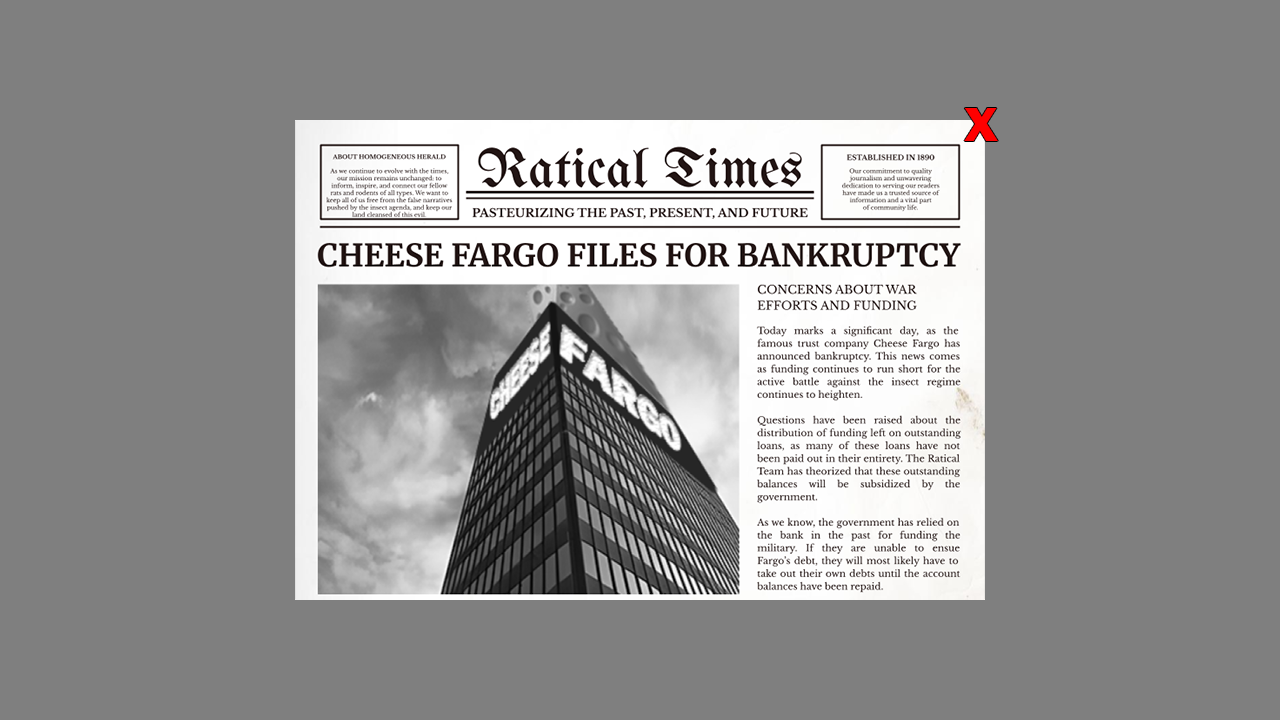 X
ABOUT HOMOGENEOUS HERALD
As we continue to evolve with the times,
our mission remains unchanged: to
inform, inspire, and connect our fellow
rats and rodents of all types. We want to
keep all of us free from the false narratives
pushed by the insect agenda, and keep our
land cleansed of this evil.
Ratical Times
PASTEURIZING THE PAST, PRESENT, AND FUTURE
ESTABLISHED IN 1890
Our commitment to quality
journalism and unwavering
dedication to serving our readers
have made us a trusted source of
information and a vital part
of community life.
CHEESE FARGO FILES FOR BANKRUPTCY
CHEESE FARGO
CONCERNS ABOUT WAR
EFFORTS AND FUNDING
Today marks a significant day, as the
famous trust company Cheese Fargo has
announced bankruptcy. This news comes
as funding continues to run short for the
active battle against the insect regime
continues to heighten.
Questions have been raised about the
distribution of funding left on outstanding
loans, as many of these loans have not
been paid out in their entirety. The Ratical
Team has theorized that these outstanding
balances will be subsidized by the
government.
As we know, the government has relied on
the bank in the past for funding the
military. If they are unable to ensue
Fargo's debt, they will most likely have to
take out their own debts until the account
balances have been repaid.